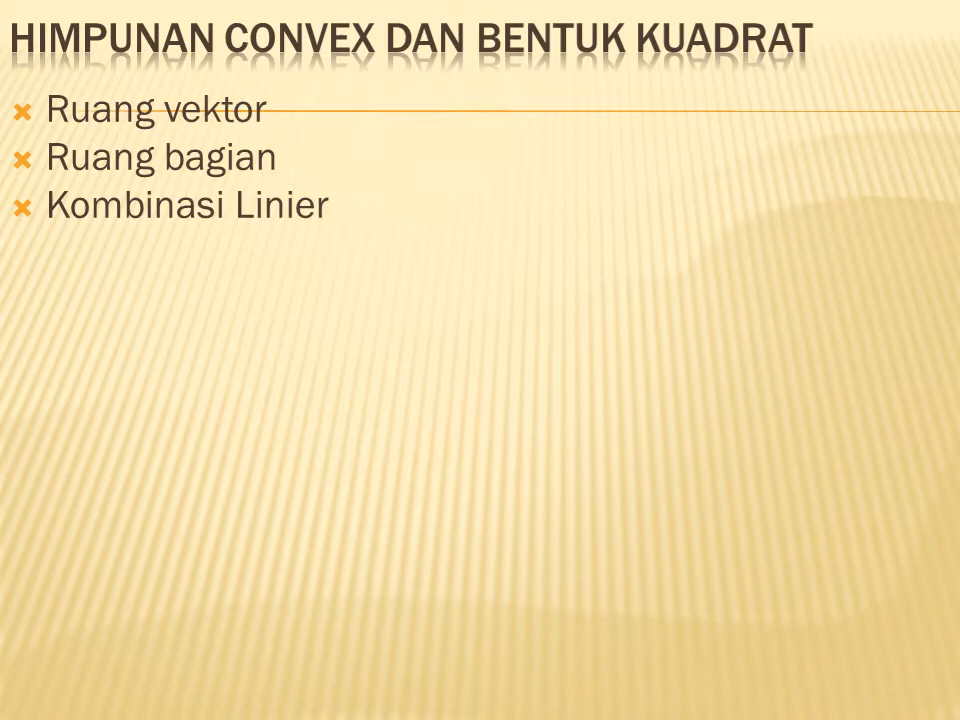 HIMPUNAN CONVEX DAN BENTUK KUADRAT
Ruang vektor
Ruang bagian
Kombinasi Linier